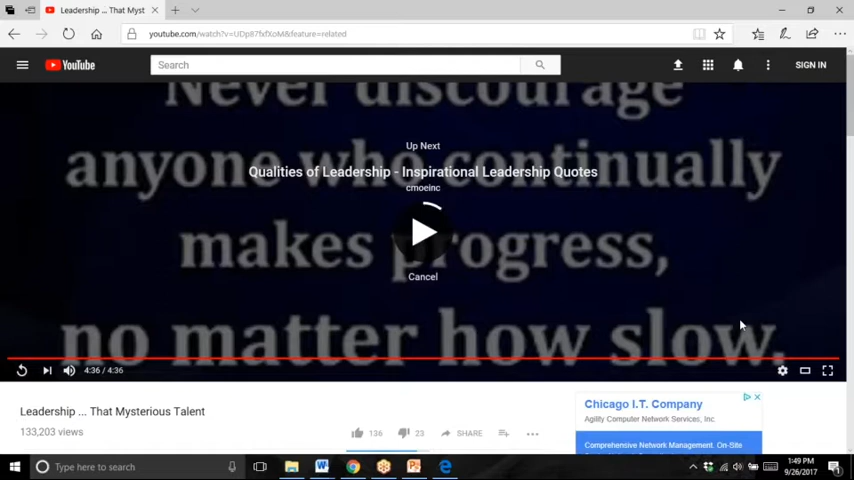 Leadership ... That Myst
youtube.com/watch?v=UDp87fxfXoM&feature=related
YouTube
Search
SIGN IN
Never discourage
anyone who continually
makes progress,
no matter how slow.
Up Next
Qualities of Leadership - Inspirational Leadership Quotes
cmoeinc
Cancel
4:36 / 4:36
Leadership ... That Mysterious Talent
133,203 views
136
23
SHARE
Chicago I.T. Company
Agility Computer Network Services, Inc.
Comprehensive Network Management. On-Site
Type here to search
1:49 PM
9/26/2017